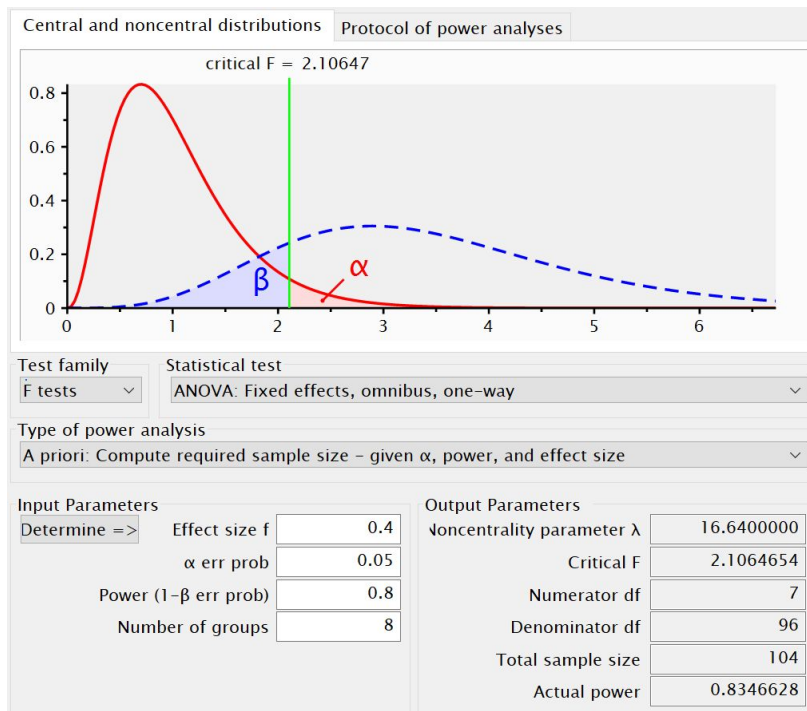 Central and noncentral distributions Protocol of power analyses
critical F = 2.10647
0.8
0.6
0.4
0.2
0
β
α
0 1 2 3 4 5 6
Test family Statistical test
F tests ANOVA: Fixed effects, omnibus, one-way
Type of power analysis
A priori: Compute required sample size - given α, power, and effect size
Input Parameters Output Parameters
Determine => Effect size f 0.4 Noncentrality parameter λ 16.6400000
α err prob 0.05 Critical F 2.1064654
Power (1-β err prob) 0.8 Numerator df 7
Number of groups 8 Denominator df 96
Total sample size 104
Actual power 0.8346628